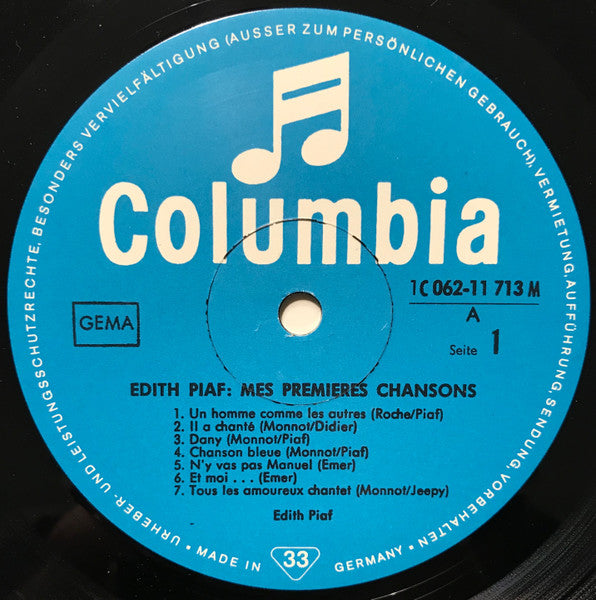 URHEBER- UND LEISTUNGSSCHUTZRECHTE, BESONDERS VERVIELFÄLTIGUNG (AUSSER ZUM PERSÖNLICHEN GEBRAUCH), VERMIETUNG, AUFFÜHRUNG, SENDUNG, VORBEHALTEN
Columbia
GEMA
1C 062-11 713 M
A
Seite 1
EDITH PIAF: MES PREMIERES CHANSONS
1. Un homme comme les autres (Roche/Piaf)
2. Il a chanté (Monnot/Didier)
3. Dany (Monnot/Piaf)
4. Chanson bleue (Monnot/Piaf)
5. N'y vas pas Manuel (Emer)
6. Et moi . . . (Emer)
7. Tous les amoureux chantet (Monnot/Jeepy)
Edith Piaf
• MADE IN 33 GERMANY •